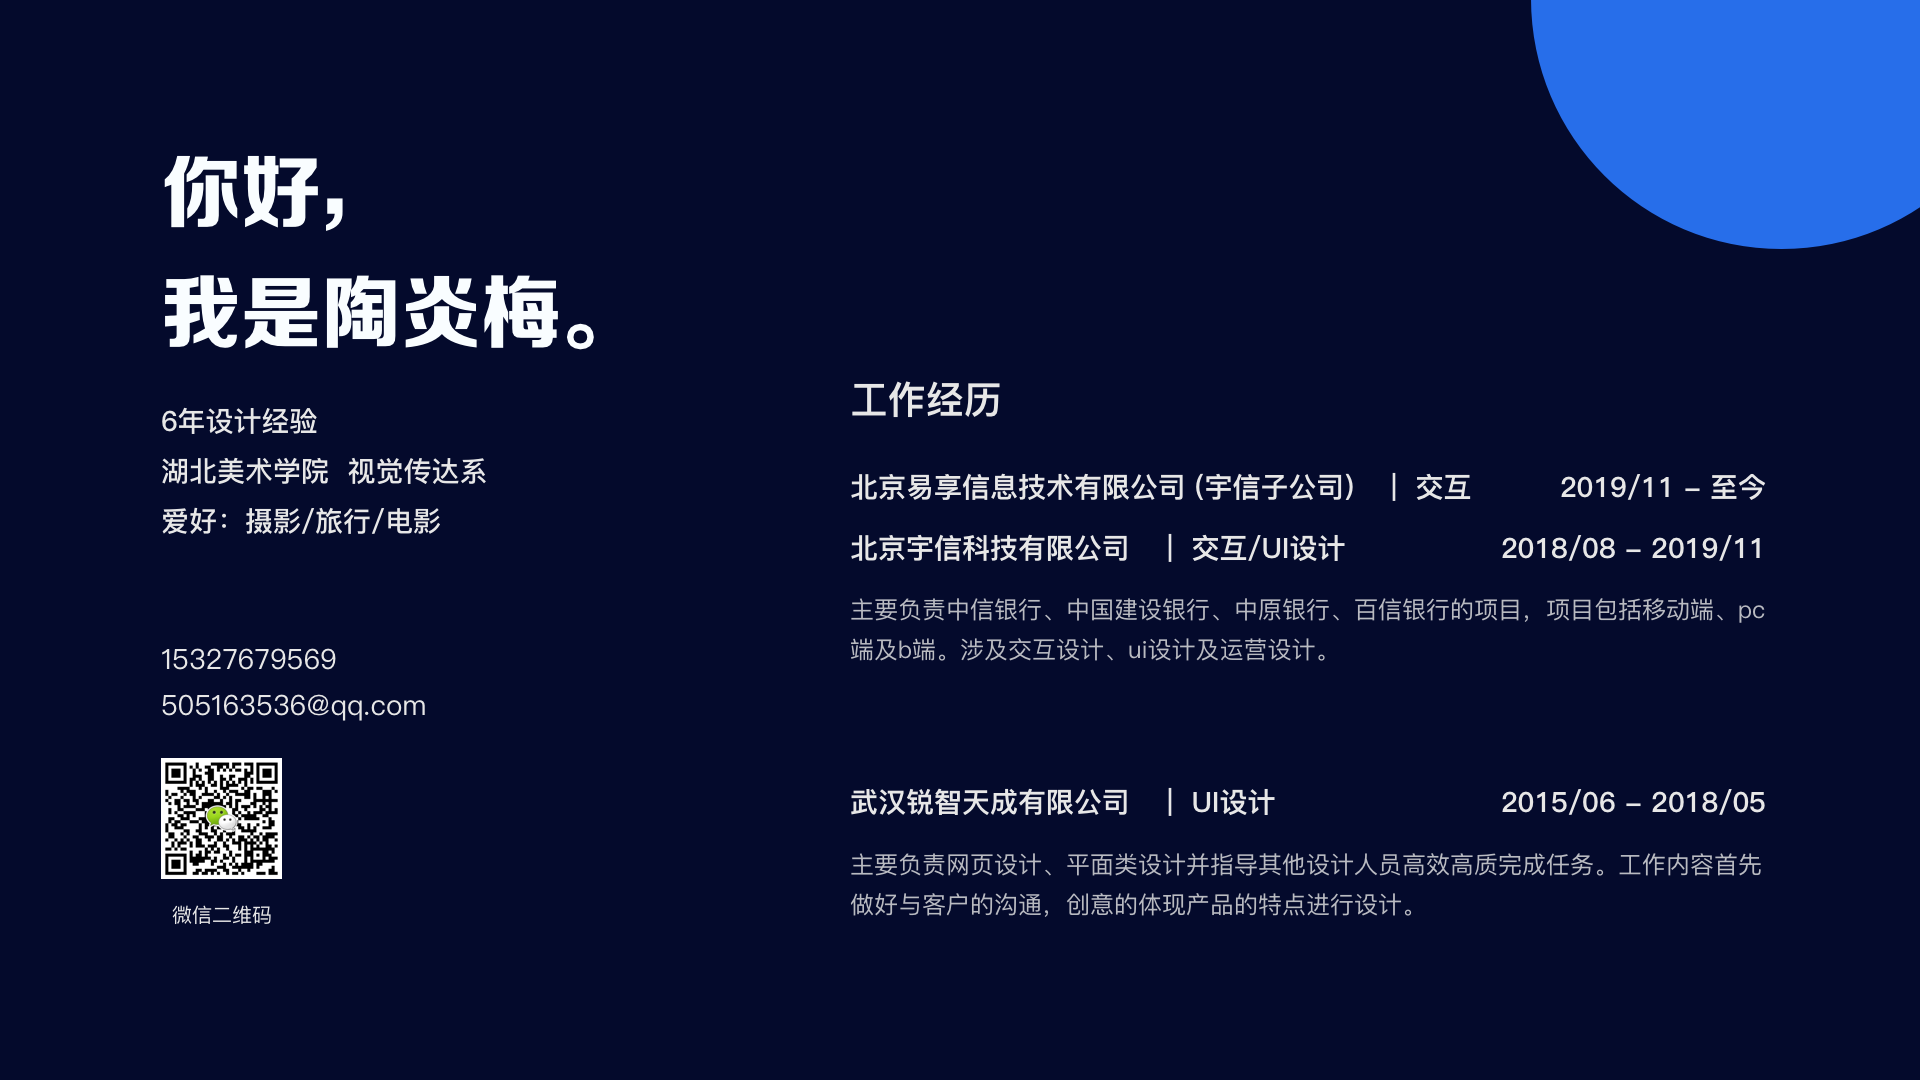 你好，
我是陶炎梅。
6年设计经验
湖北美术学院 视觉传达系
爱好：摄影/旅行/电影
15327679569
505163536@qq.com
微信二维码
工作经历
北京易享信息技术有限公司（宇信子公司） | 交互 2019/11 – 至今
北京宇信科技有限公司 | 交互/UI设计 2018/08 – 2019/11
主要负责中信银行、中国建设银行、中原银行、百信银行的项目，项目包括移动端、pc
端及b端。涉及交互设计、ui设计及运营设计。
武汉锐智天成有限公司 | UI设计 2015/06 – 2018/05
主要负责网页设计、平面类设计并指导其他设计人员高效高质完成任务。工作内容首先
做好与客户的沟通，创意的体现产品的特点进行设计。